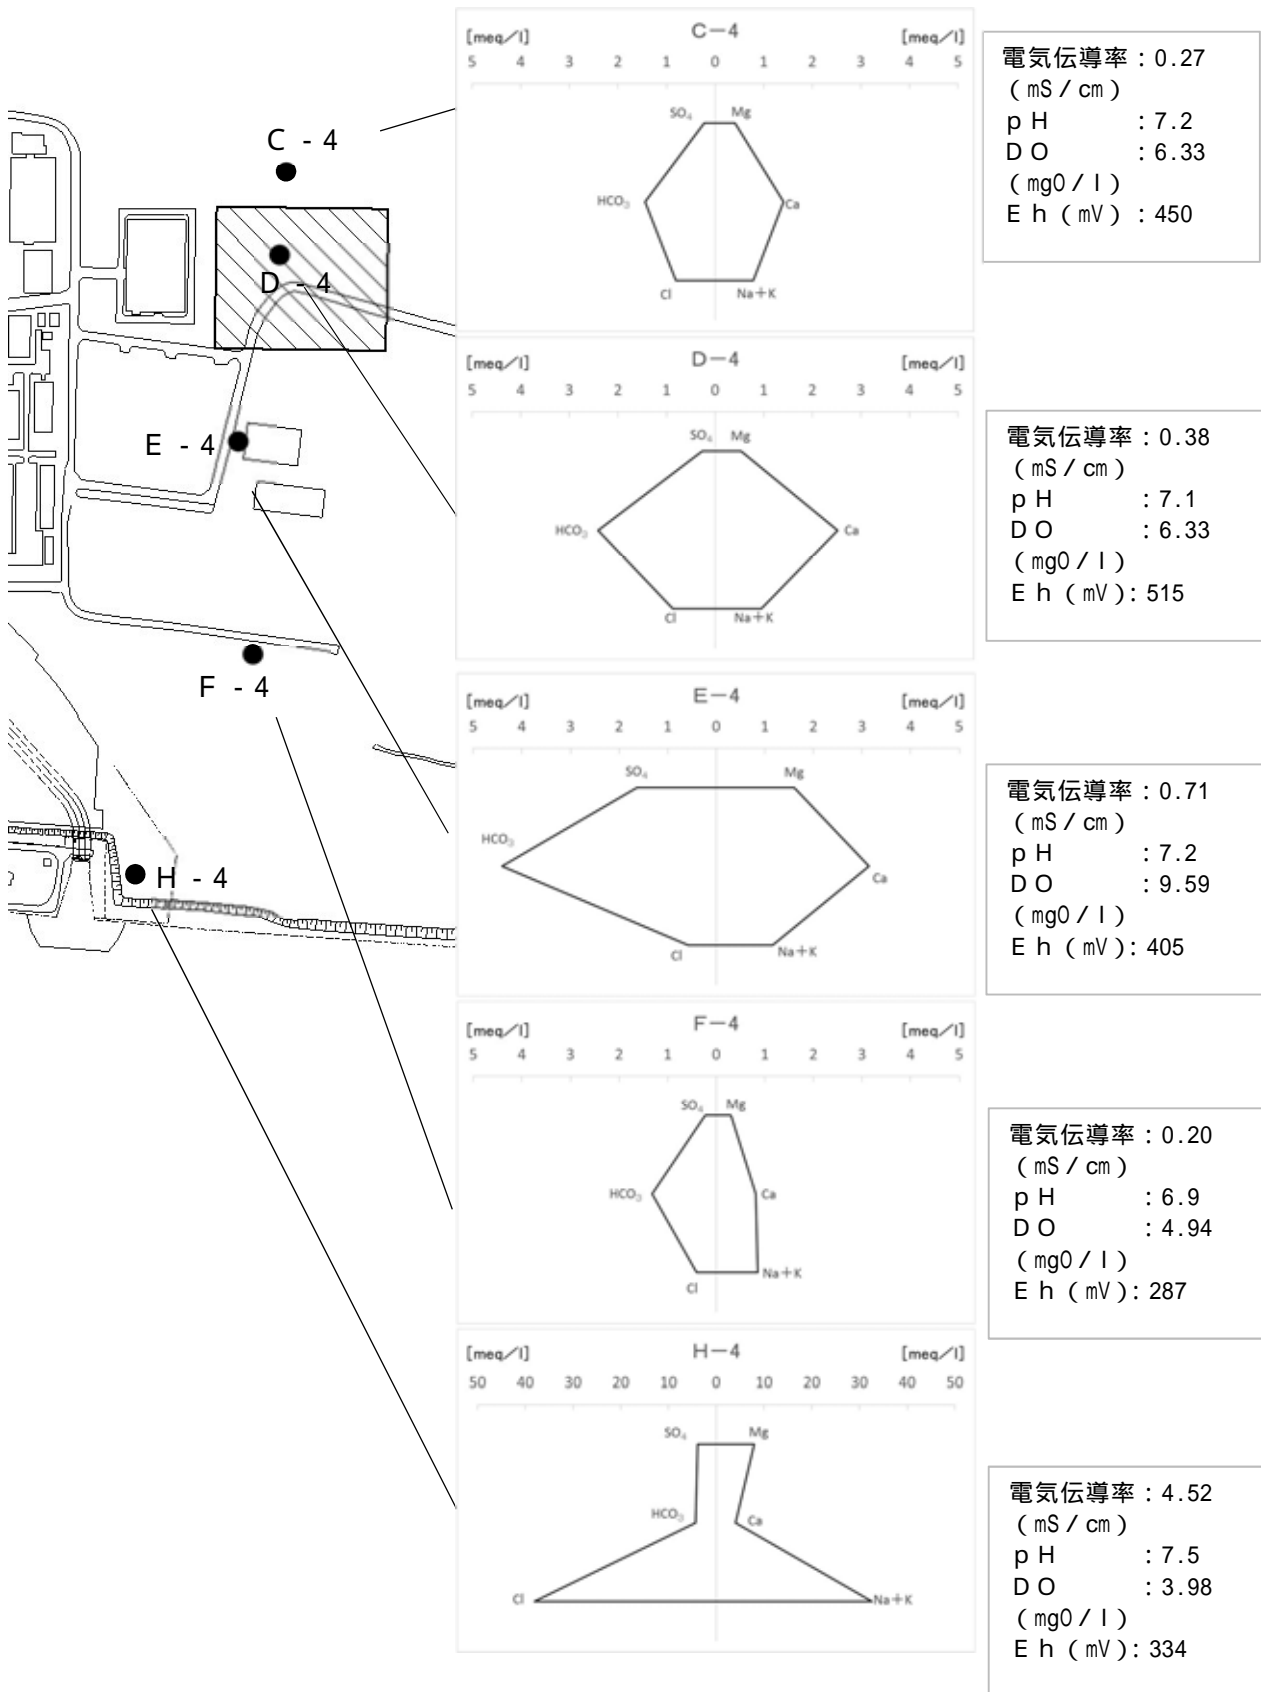 C - 4
D - 4
E - 4
F - 4
H - 4
C－4
[meq／l] [meq／l]
5 4 3 2 1 0 1 2 3 4 5
SO₄ Mg
HCO₃ Ca
Cl Na＋K
電気伝導率：0.27
（mS／cm）
pH ：7.2
DO ：6.33
（mgO／l）
Eh（mV）：450
D－4
[meq／l] [meq／l]
5 4 3 2 1 0 1 2 3 4 5
SO₄ Mg
HCO₃ Ca
Cl Na＋K
電気伝導率：0.38
（mS／cm）
pH ：7.1
DO ：6.33
（mgO／l）
Eh（mV）：515
E－4
[meq／l] [meq／l]
5 4 3 2 1 0 1 2 3 4 5
SO₄ Mg
HCO₃ Ca
Cl Na＋K
電気伝導率：0.71
（mS／cm）
pH ：7.2
DO ：9.59
（mgO／l）
Eh（mV）：405
F－4
[meq／l] [meq／l]
5 4 3 2 1 0 1 2 3 4 5
SO₄ Mg
HCO₃ Ca
Cl Na＋K
電気伝導率：0.20
（mS／cm）
pH ：6.9
DO ：4.94
（mgO／l）
Eh（mV）：287
H－4
[meq／l] [meq／l]
50 40 30 20 10 0 10 20 30 40 50
SO₄ Mg
HCO₃ Ca
Cl Na＋K
電気伝導率：4.52
（mS／cm）
pH ：7.5
DO ：3.98
（mgO／l）
Eh（mV）：334